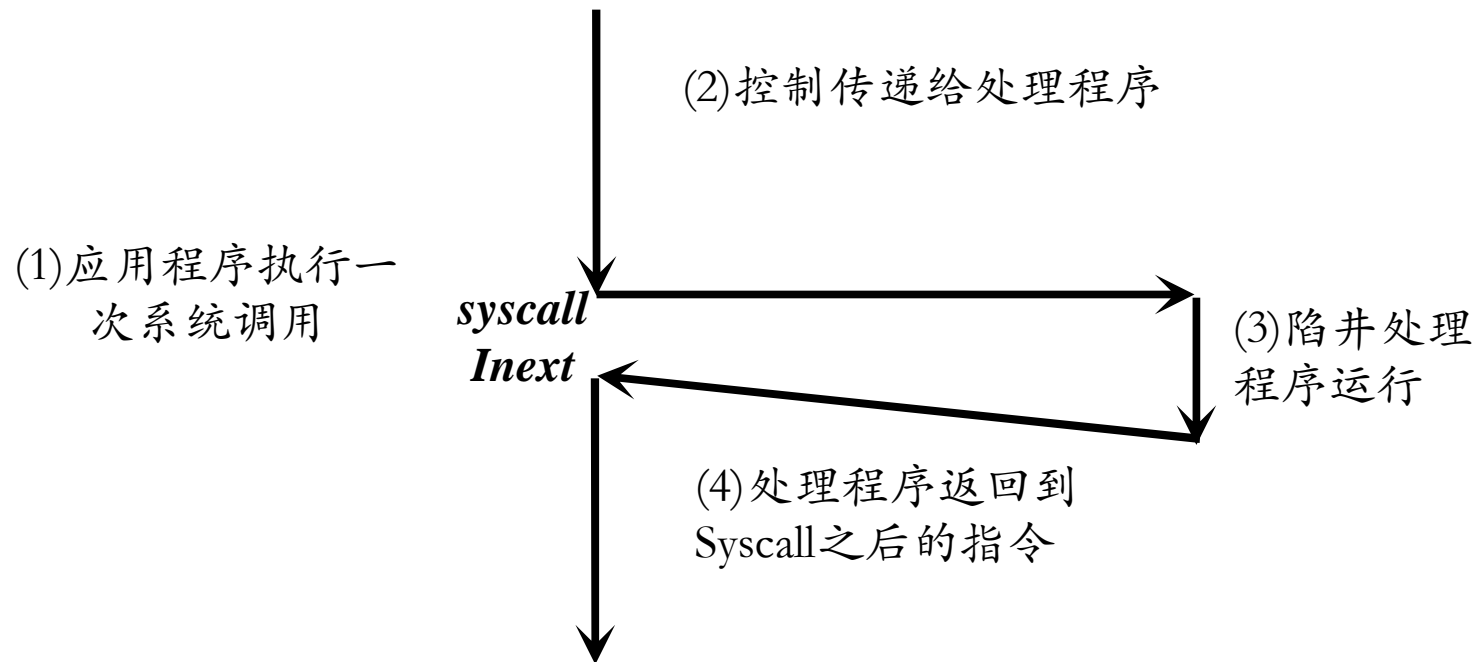 (2)控制传递给处理程序
(1)应用程序执行一
次系统调用
syscall
Inext
(3)陷井处理
程序运行
(4)处理程序返回到
Syscall之后的指令